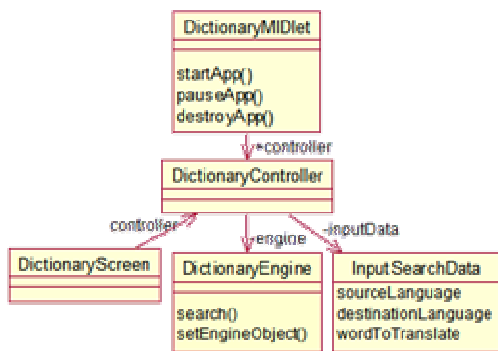 DictionaryMIDlet
startApp()
pauseApp()
destroyApp()
+controller
DictionaryController
controller
-engine
-inputData
DictionaryScreen
DictionaryEngine
search()
setEngineObject()
InputSearchData
sourceLanguage
destinationLanguage
wordToTranslate